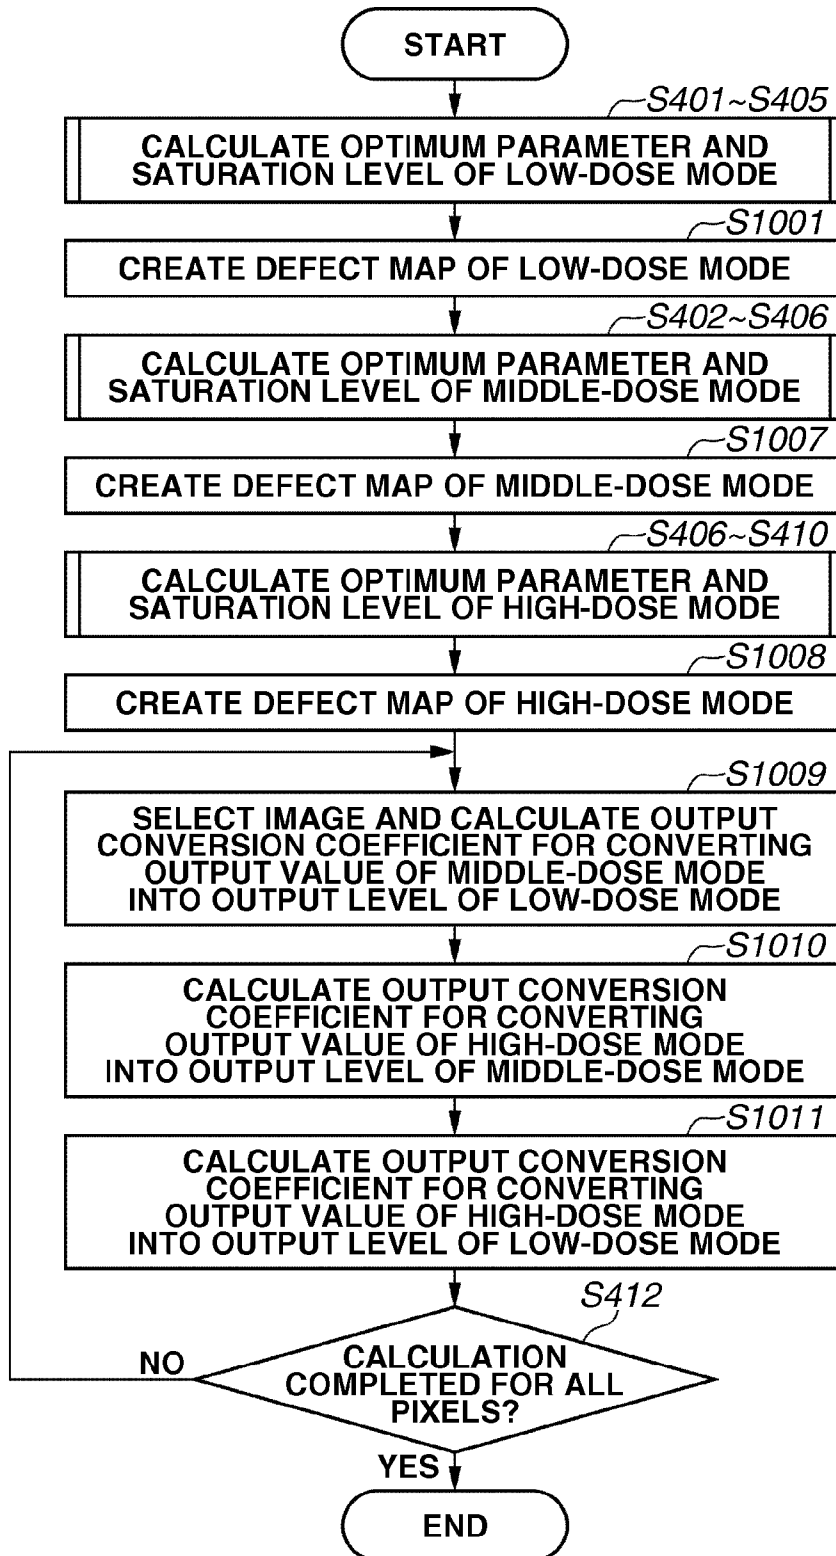 START
S401~S405
CALCULATE OPTIMUM PARAMETER AND
SATURATION LEVEL OF LOW-DOSE MODE
S1001
CREATE DEFECT MAP OF LOW-DOSE MODE
S402~S406
CALCULATE OPTIMUM PARAMETER AND
SATURATION LEVEL OF MIDDLE-DOSE MODE
S1007
CREATE DEFECT MAP OF MIDDLE-DOSE MODE
S406~S410
CALCULATE OPTIMUM PARAMETER AND
SATURATION LEVEL OF HIGH-DOSE MODE
S1008
CREATE DEFECT MAP OF HIGH-DOSE MODE
S1009
SELECT IMAGE AND CALCULATE OUTPUT
CONVERSION COEFFICIENT FOR CONVERTING
OUTPUT VALUE OF MIDDLE-DOSE MODE
INTO OUTPUT LEVEL OF LOW-DOSE MODE
S1010
CALCULATE OUTPUT CONVERSION
COEFFICIENT FOR CONVERTING
OUTPUT VALUE OF HIGH-DOSE MODE
INTO OUTPUT LEVEL OF MIDDLE-DOSE MODE
S1011
CALCULATE OUTPUT CONVERSION
COEFFICIENT FOR CONVERTING
OUTPUT VALUE OF HIGH-DOSE MODE
INTO OUTPUT LEVEL OF LOW-DOSE MODE
S412
NO
CALCULATION
COMPLETED FOR ALL
PIXELS?
YES
END